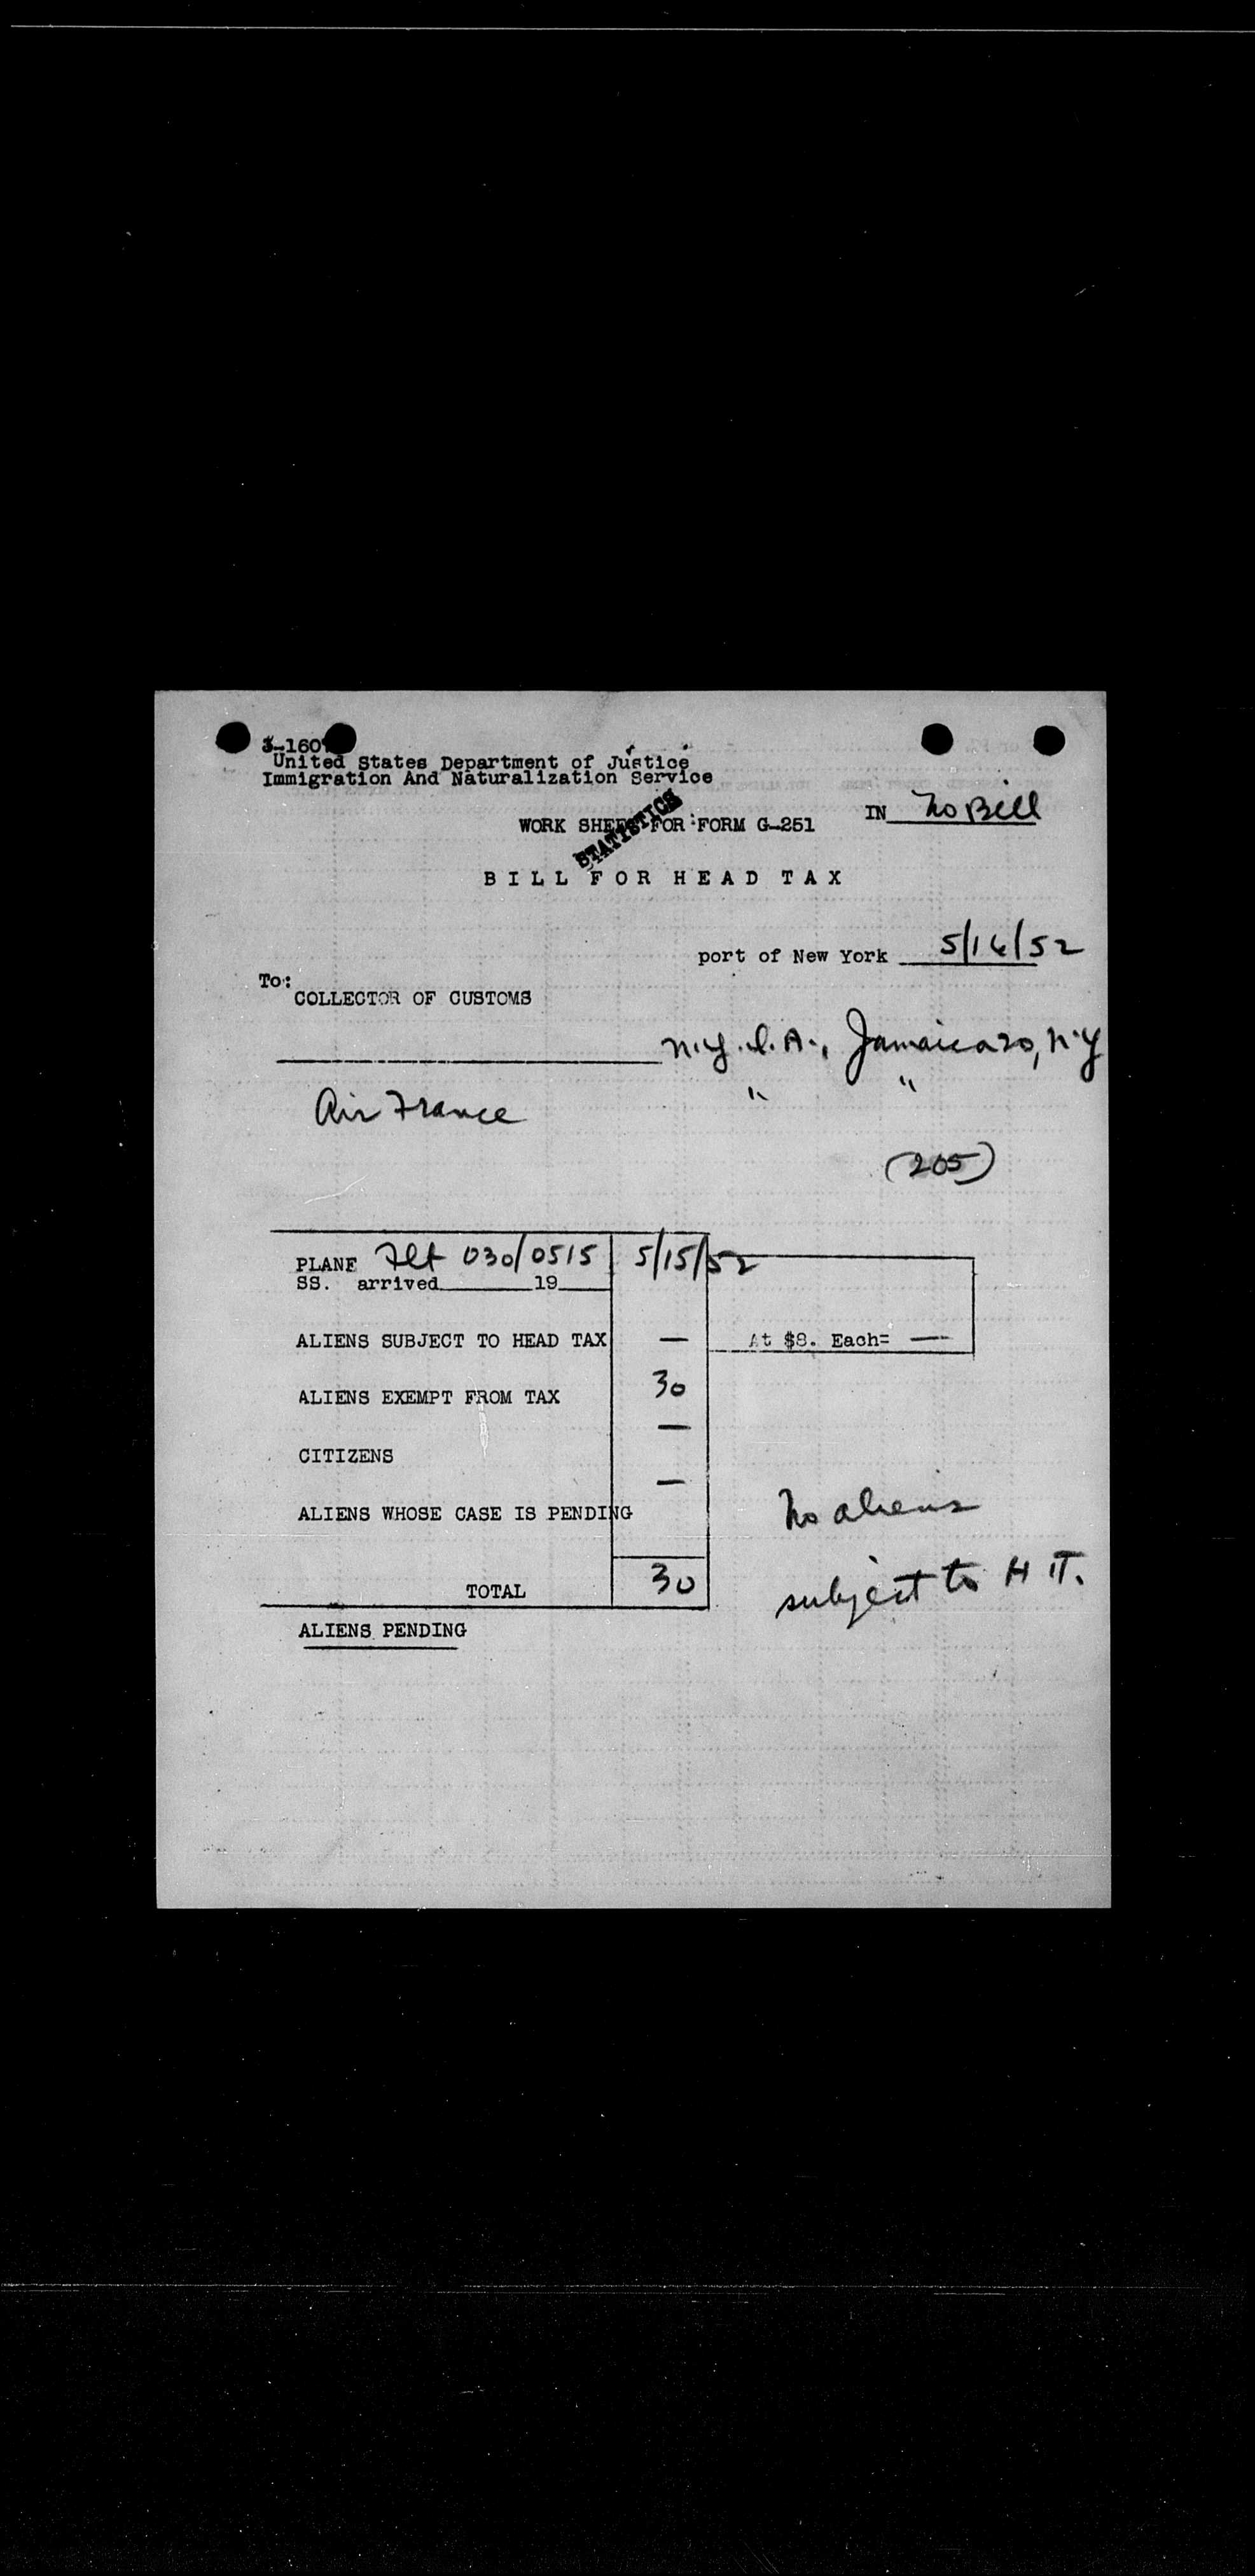 United States Department of Justice
Immigration And Naturalization Service
IN No Bill
WORK SHEET FOR FORM G-251
STATISTICS
BILL FOR HEAD TAX
port of New York 5/16/52
To:
COLLECTOR OF CUSTOMS
N.Y.I.A., Jamaica 20, N.Y
" "
Air France
(205)
PLANE Flt 030/0515 5/15/52
SS. arrived 19
ALIENS SUBJECT TO HEAD TAX — At $8. Each= —
ALIENS EXEMPT FROM TAX 30
CITIZENS —
ALIENS WHOSE CASE IS PENDING —
No aliens
subject to H T.
TOTAL 30
ALIENS PENDING